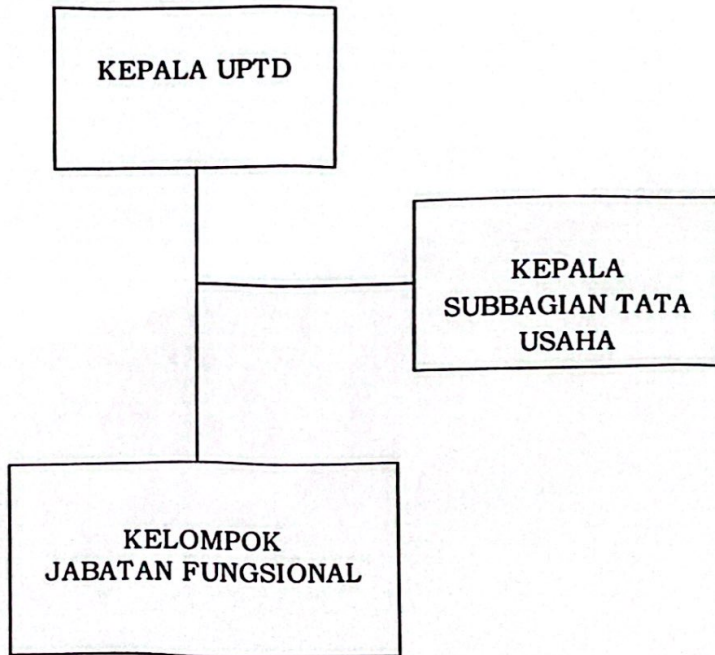 KEPALA UPTD
KEPALA
SUBBAGIAN TATA
USAHA
KELOMPOK
JABATAN FUNGSIONAL